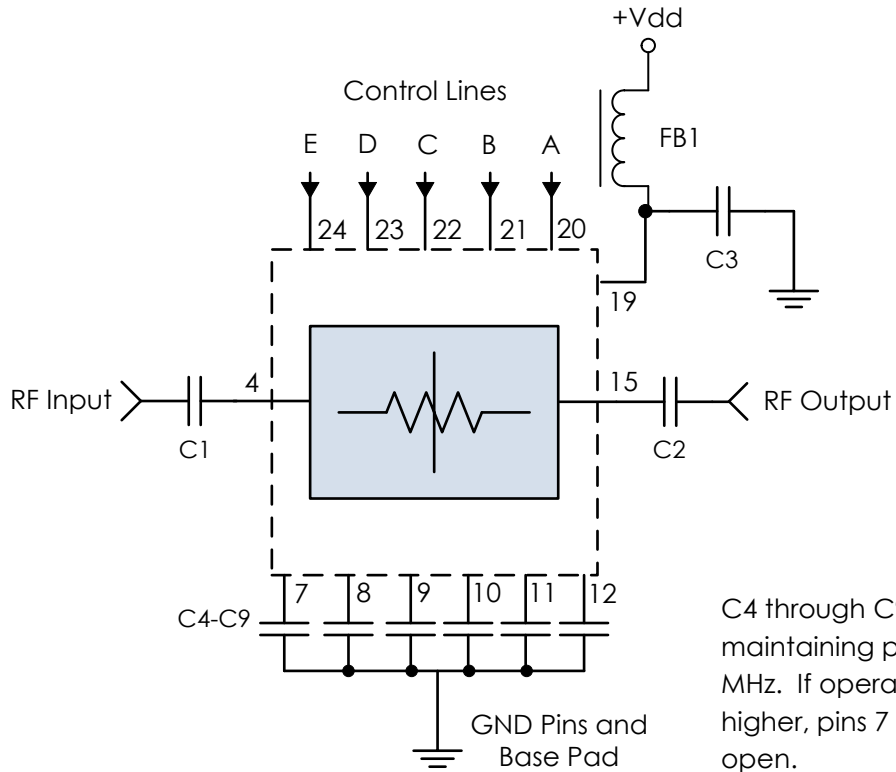 +Vdd
Control Lines
FB1
E D C B A
24 23 22 21 20
C3
19
RF Input
4
15
RF Output
C1
C2
7 8 9 10 11 12
C4-C9
C4 through C
maintaining p
MHz. If opera
higher, pins 7
open.
GND Pins and
Base Pad